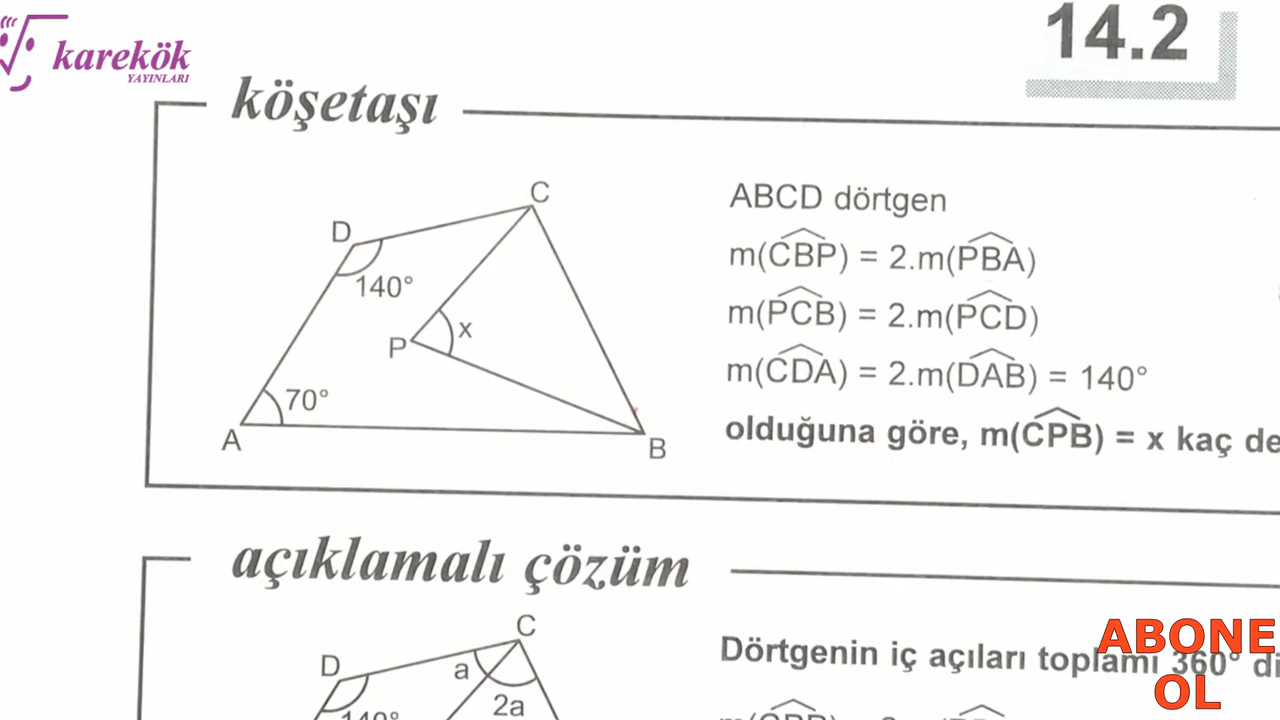 karekök
YAYINLARI
14.2
köşetaşı
C
D
140°
P
x
70°
A
B
ABCD dörtgen
m(CBP) = 2.m(PBA)
m(PCB) = 2.m(PCD)
m(CDA) = 2.m(DAB) = 140°
olduğuna göre, m(CPB) = x kaç de
açıklamalı çözüm
C
D
a
2a
140°
Dörtgenin iç açıları toplamı 360° di
ABONE
OL